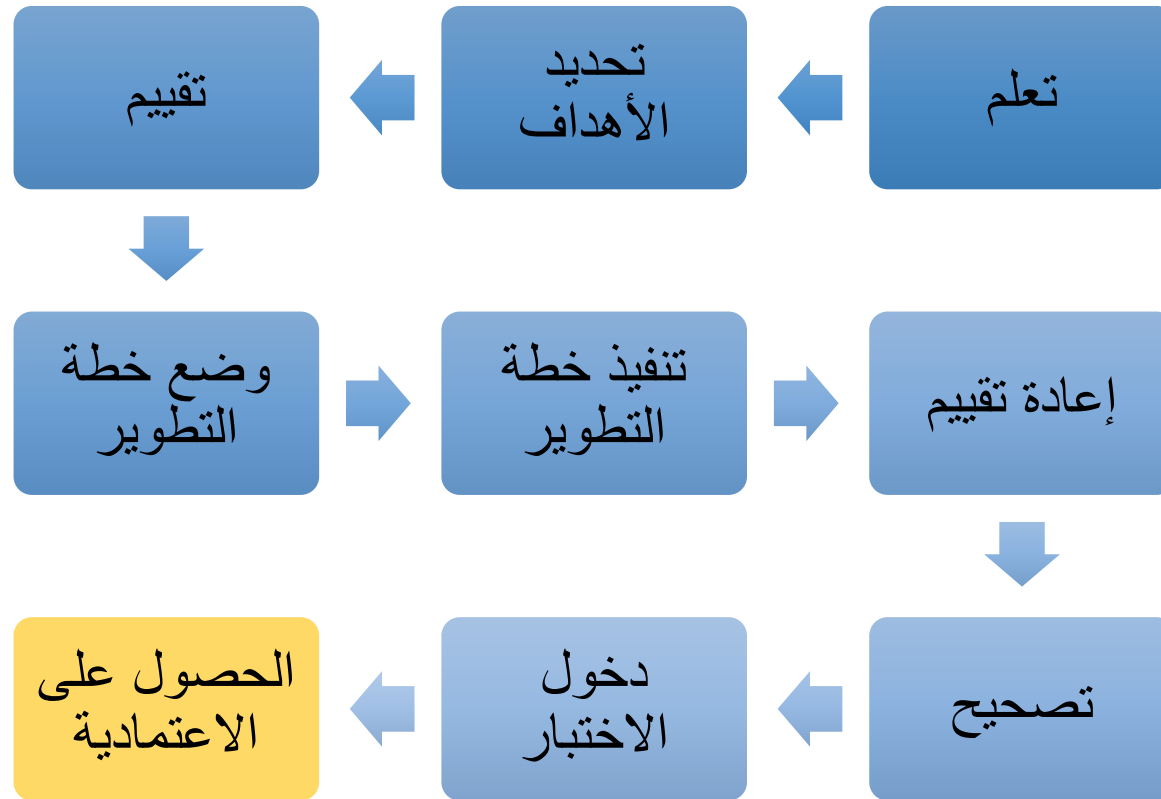 تعلم
تحديد
الأهداف
تقييم
وضع خطة
التطوير
تنفيذ خطة
التطوير
إعادة تقييم
تصحيح
دخول
الاختبار
الحصول على
الاعتمادية